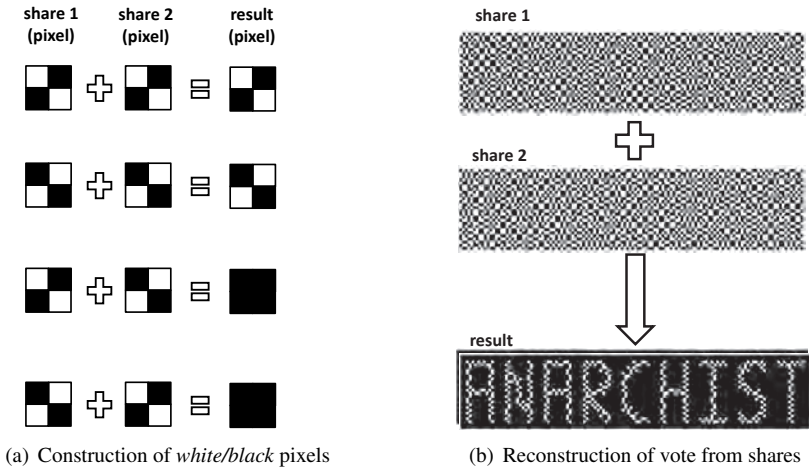 share 1 share 2 result
(pixel) (pixel) (pixel)
(a) Construction of white/black pixels
share 1
share 2
result
ANARCHIST
(b) Reconstruction of vote from shares